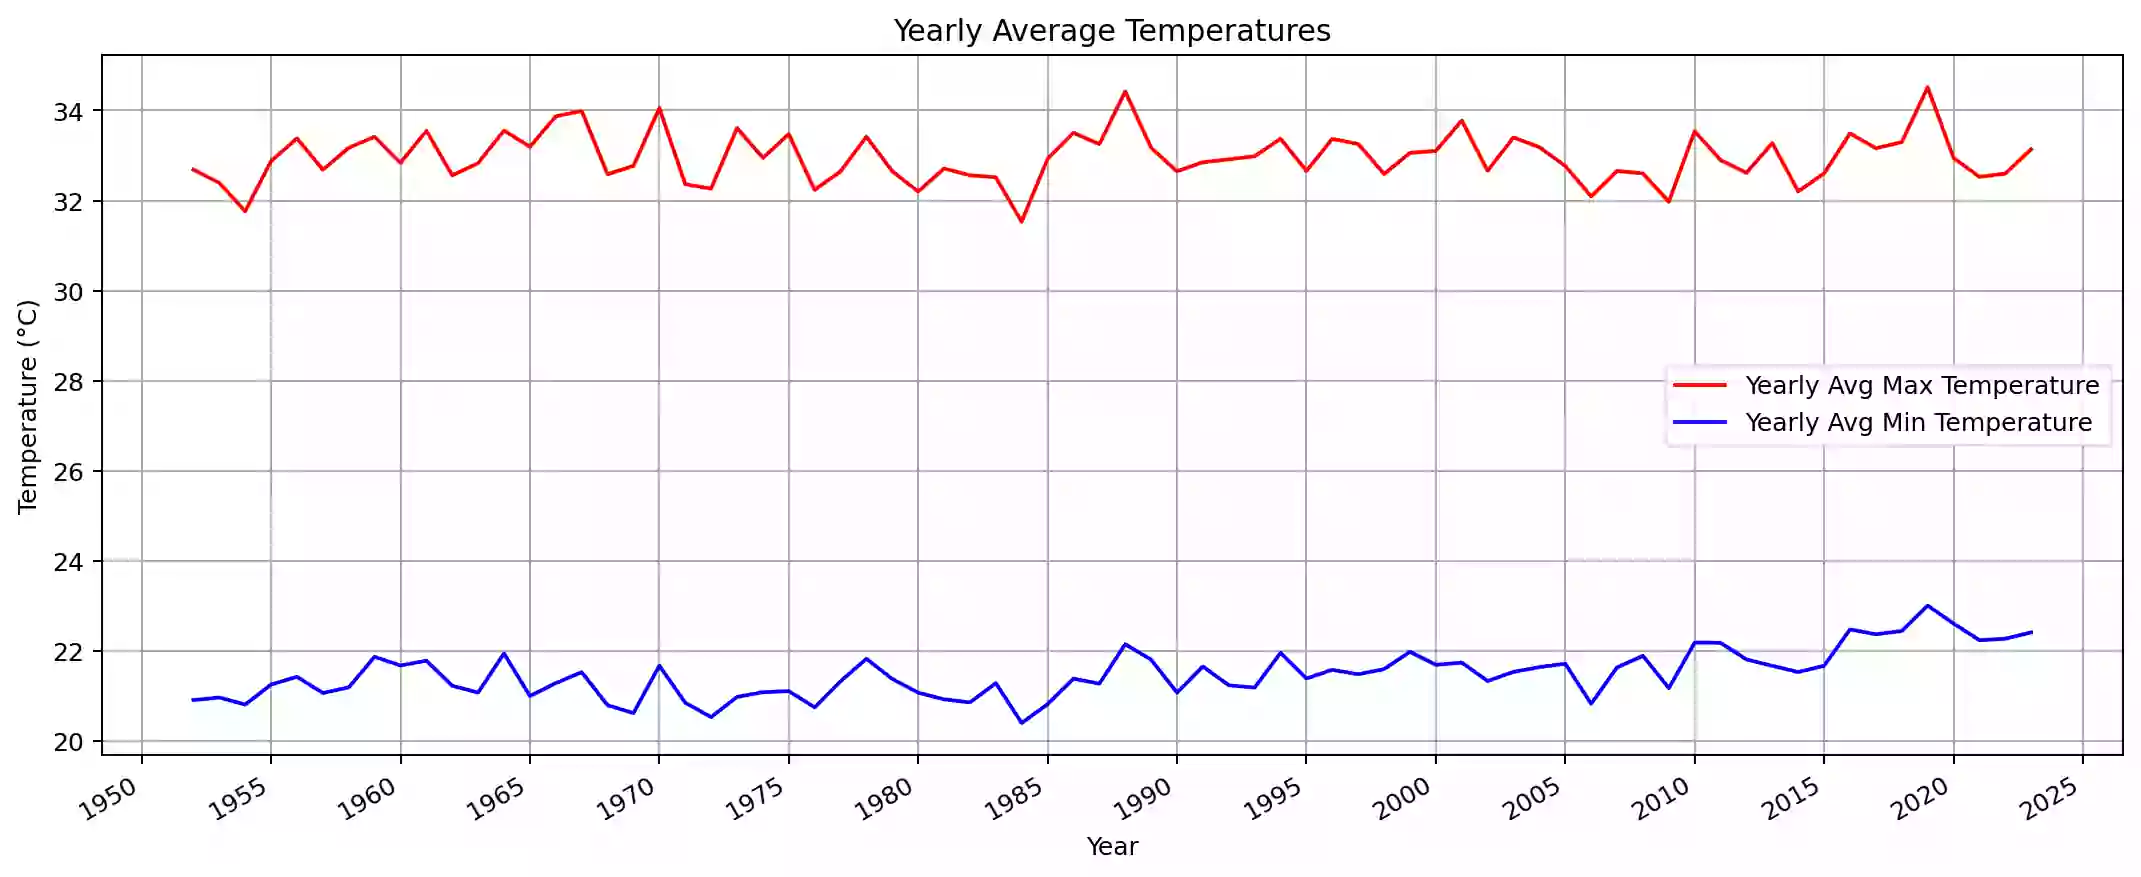 Yearly Average Temperatures
34
32
30
28
26
24
22
20
Temperature (°C)
Yearly Avg Max Temperature
Yearly Avg Min Temperature
1950 1955 1960 1965 1970 1975 1980 1985 1990 1995 2000 2005 2010 2015 2020 2025
Year